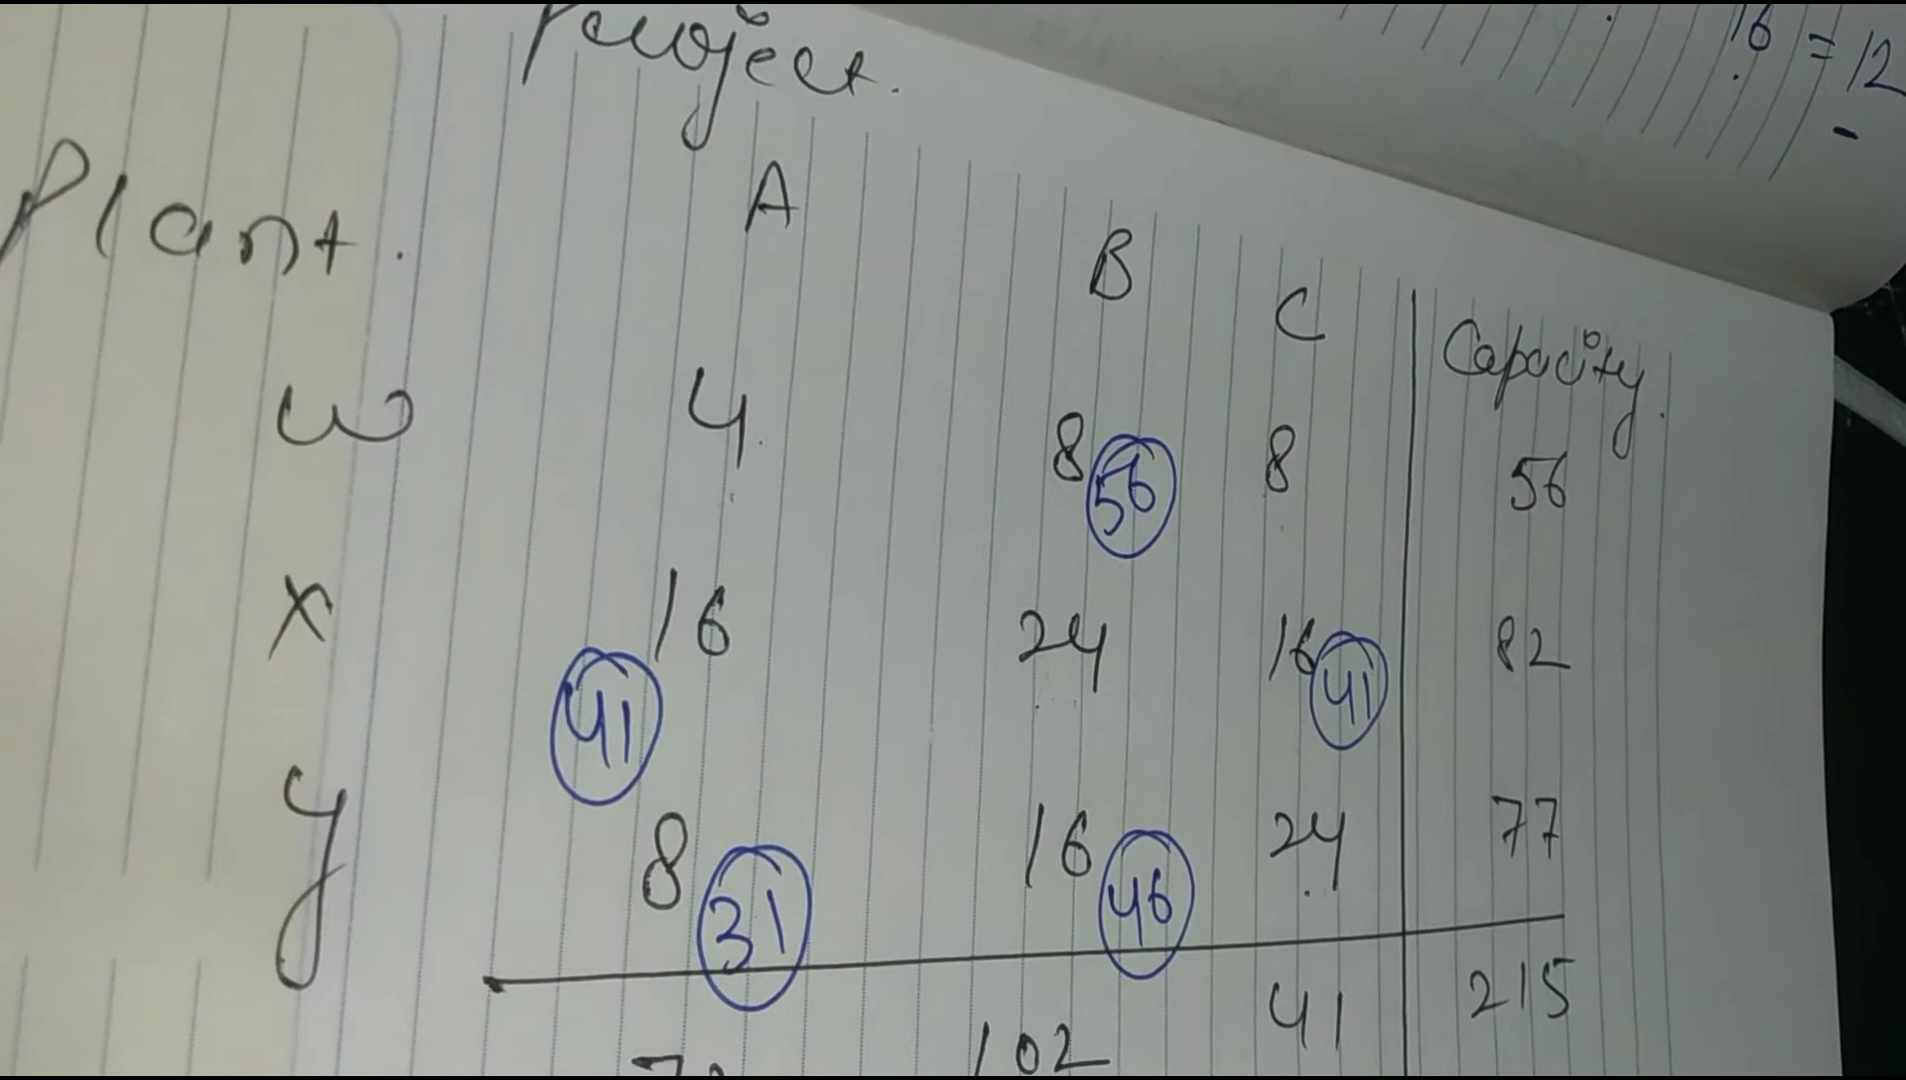 16 = 12
Project.
Plant. A B C Capacity.
W 4 8 56 8 56
X 16 41 24 16 41 82
Y 8 31 16 46 24 77
102 41 215